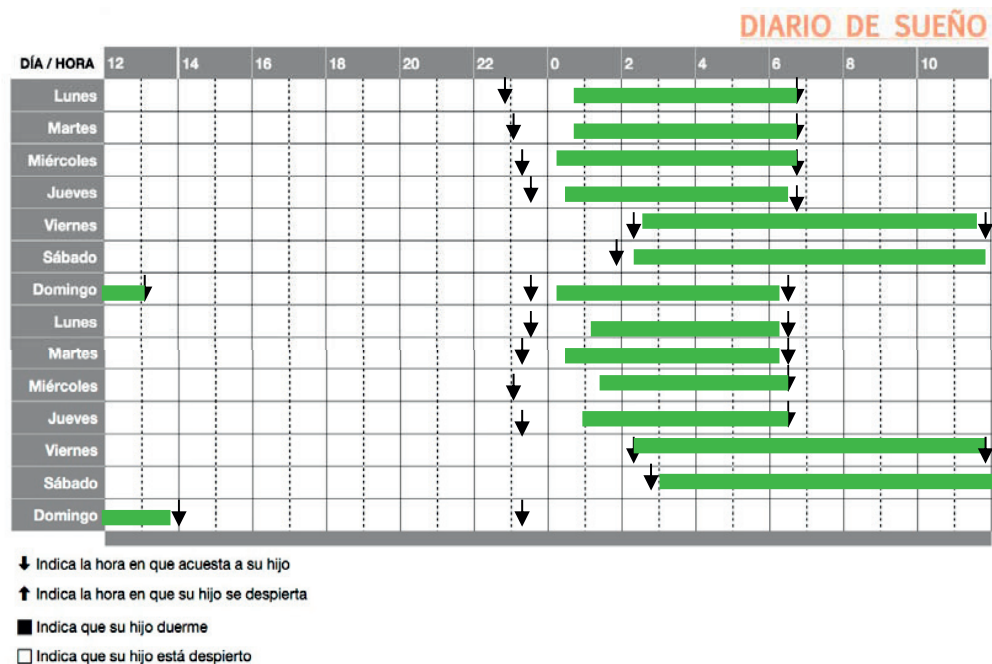 DIARIO DE SUEÑO
DÍA / HORA 12 14 16 18 20 22 0 2 4 6 8 10
Lunes
Martes
Miércoles
Jueves
Viernes
Sábado
Domingo
Lunes
Martes
Miércoles
Jueves
Viernes
Sábado
Domingo
Indica la hora en que acuesta a su hijo
Indica la hora en que su hijo se despierta
Indica que su hijo duerme
Indica que su hijo está despierto